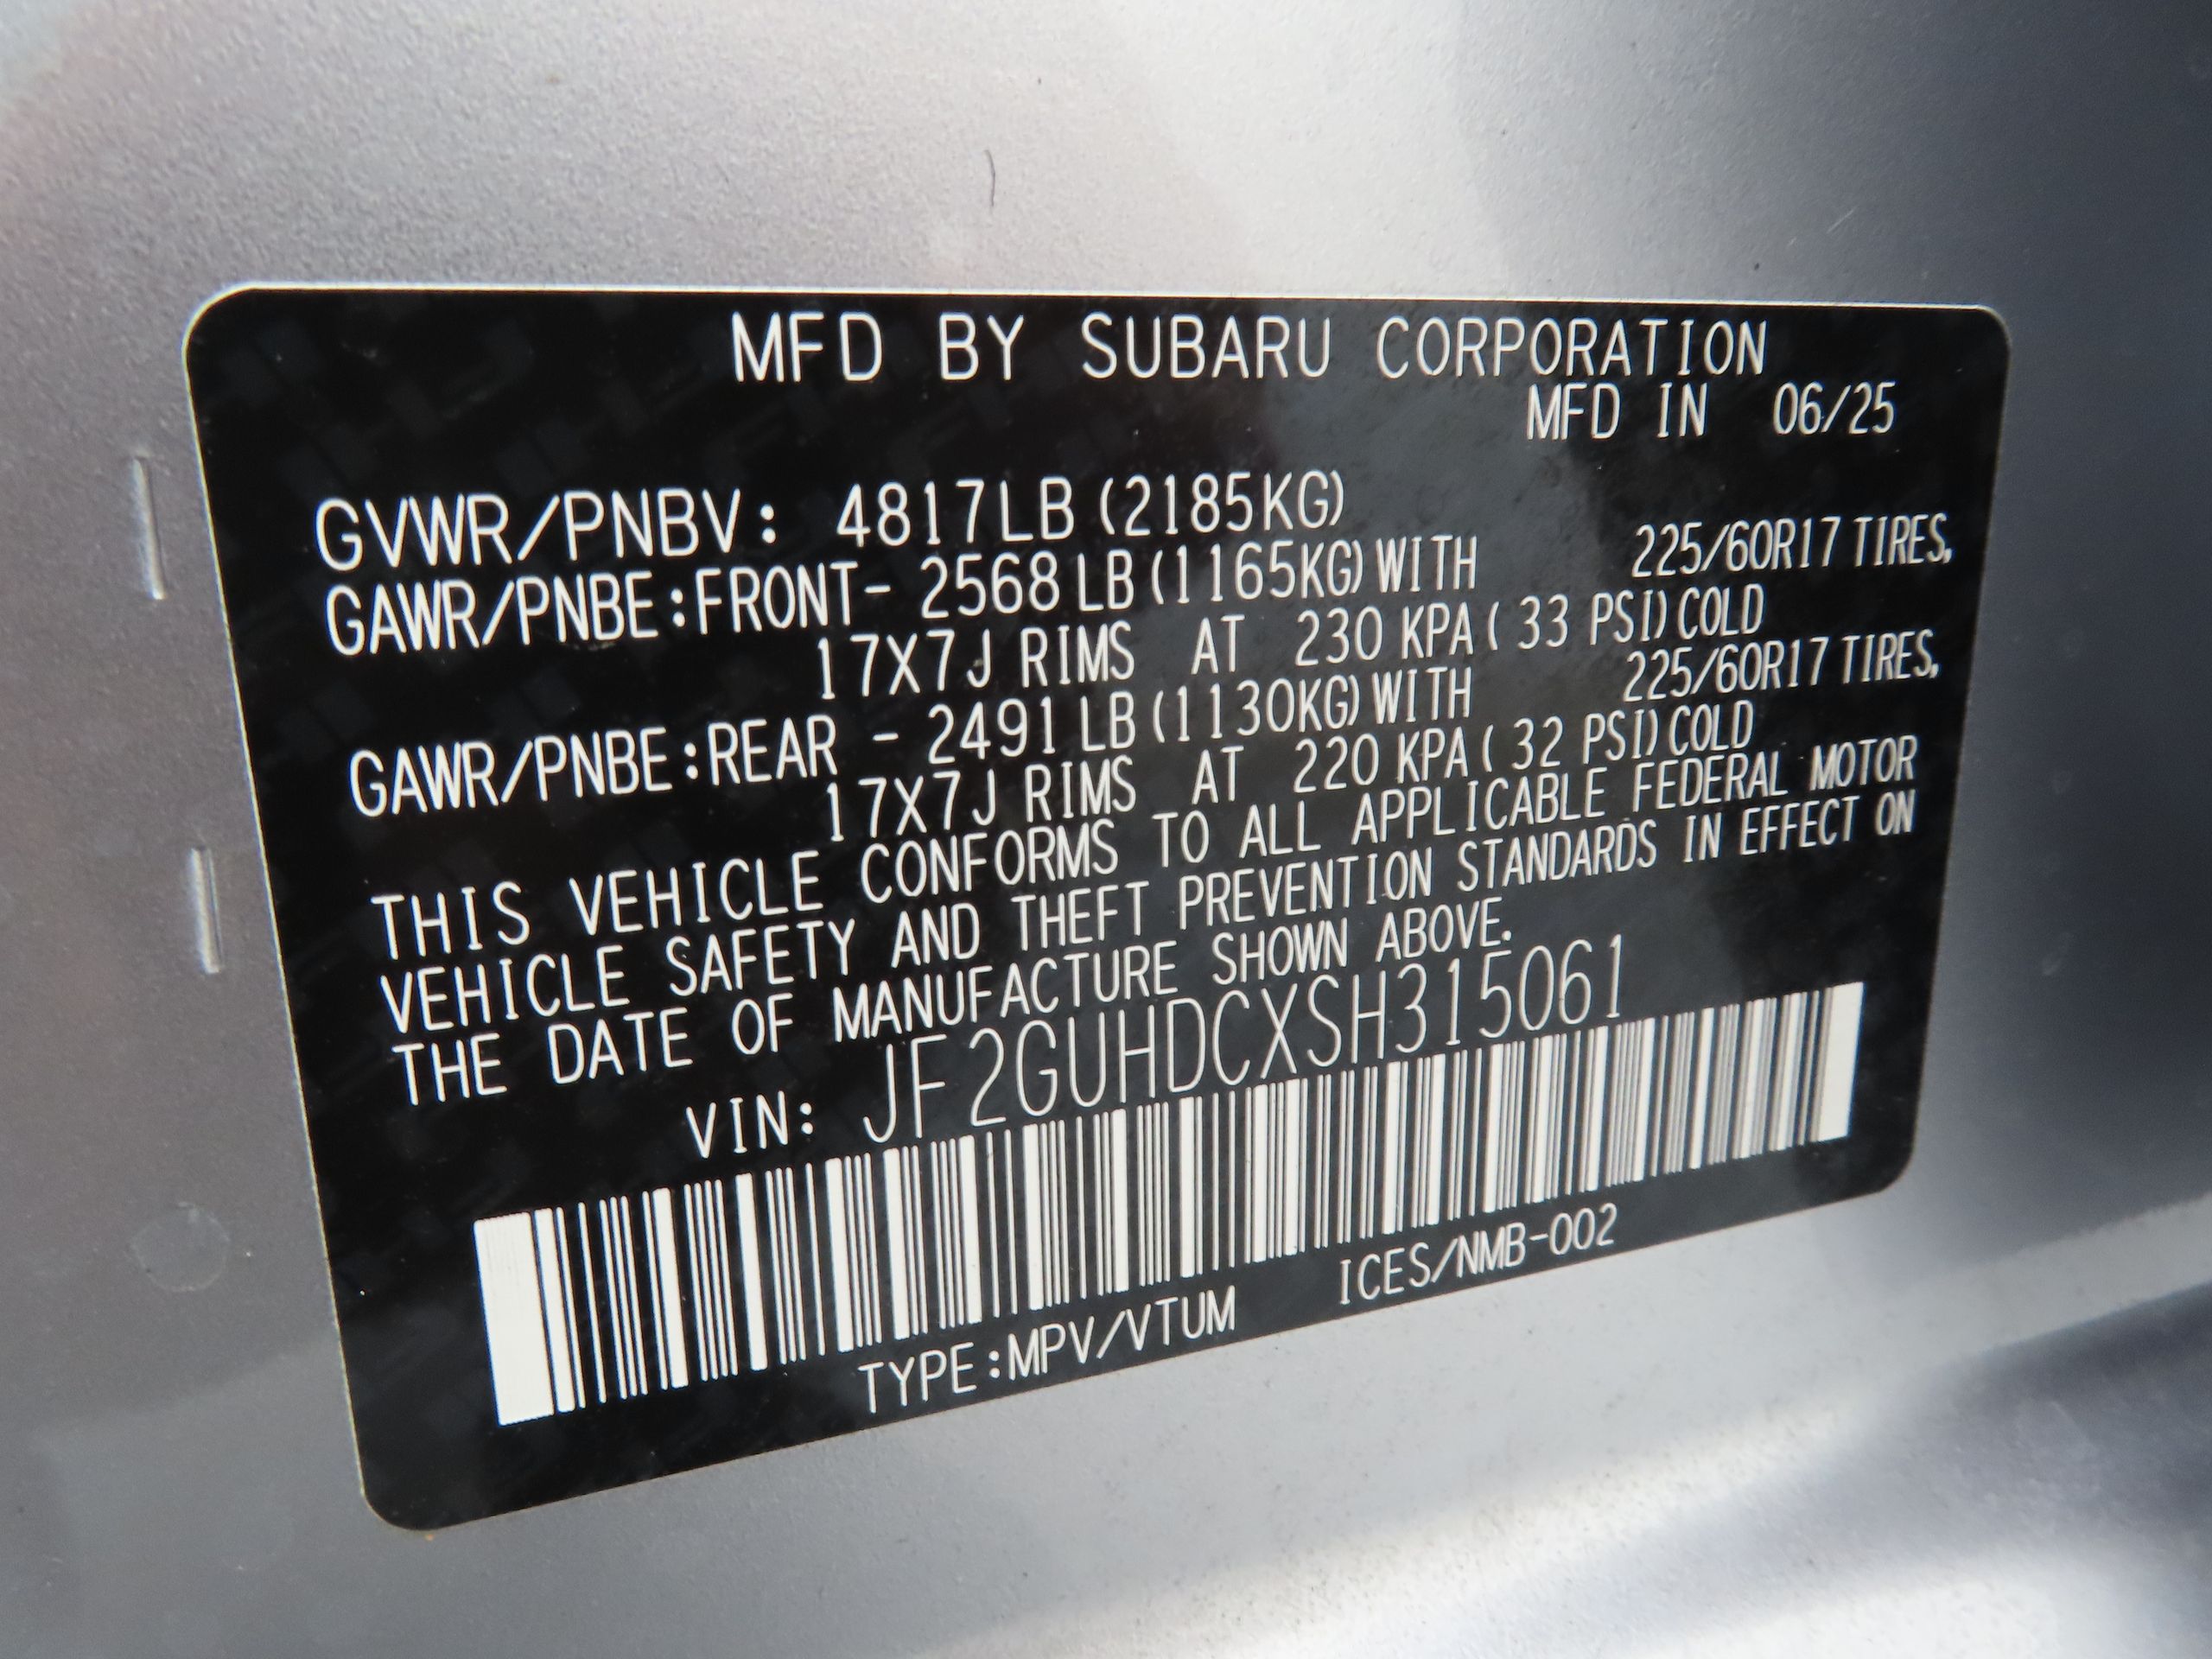 MFD BY SUBARU CORPORATION
MFD IN 06/25
GVWR/PNBV: 4817LB (2185KG)
GAWR/PNBE:FRONT- 2568 LB (1165KG) WITH 225/60R17 TIRES,
17X7J RIMS AT 230 KPA ( 33 PSI) COLD
GAWR/PNBE:REAR - 2491 LB (1130KG) WITH 225/60R17 TIRES,
17X7J RIMS AT 220 KPA ( 32 PSI) COLD
THIS VEHICLE CONFORMS TO ALL APPLICABLE FEDERAL MOTOR
VEHICLE SAFETY AND THEFT PREVENTION STANDARDS IN EFFECT ON
THE DATE OF MANUFACTURE SHOWN ABOVE.
VIN: JF2GUHDCXSH315061
TYPE:MPV/VTUM ICES/NMB-002